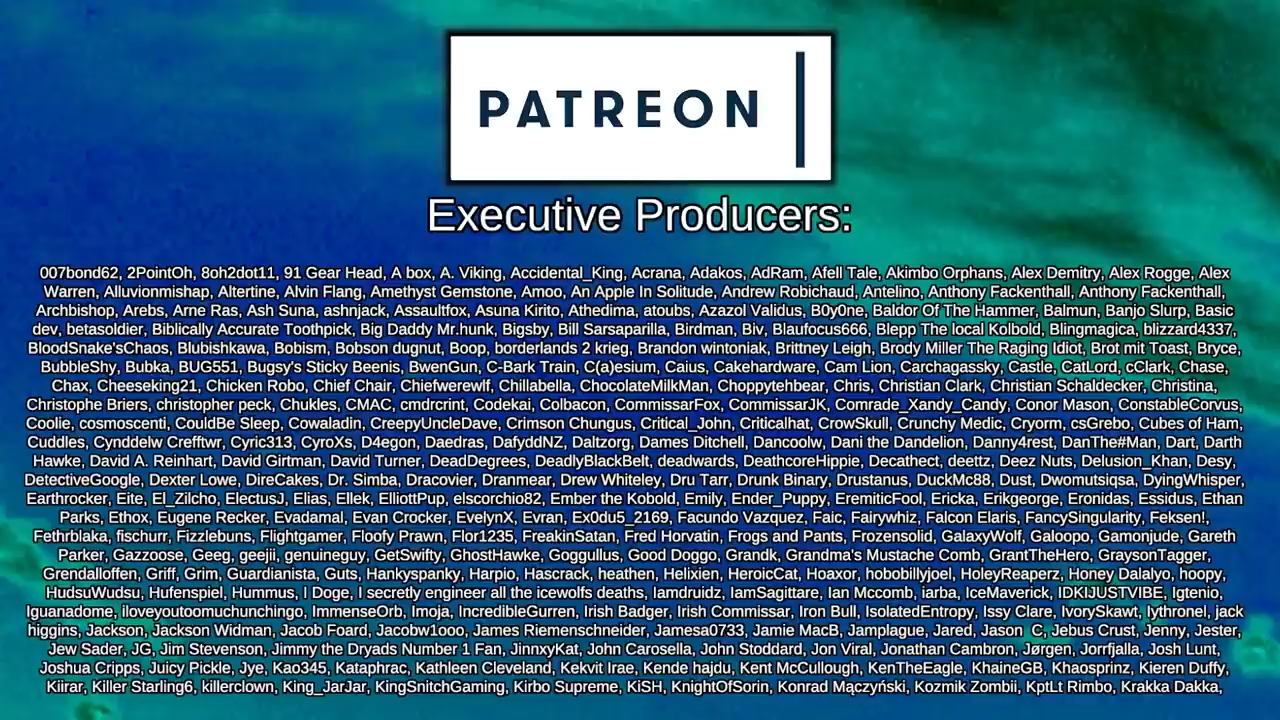 PATREON
Executive Producers:
007bond62, 2PointOh, 8oh2dot11, 91 Gear Head, A box, A. Viking, Accidental_King, Acrana, Adakos, AdRam, Afell Tale, Akimbo Orphans, Alex Demitry, Alex Rogge, Alex
Warren, Alluvionmishap, Altertine, Alvin Flang, Amethyst Gemstone, Amoo, An Apple In Solitude, Andrew Robichaud, Antelino, Anthony Fackenthall, Anthony Fackenthall,
Archbishop, Arebs, Arne Ras, Ash Suna, ashnjack, Assaultfox, Asuna Kirito, Athedima, atoubs, Azazol Validus, B0y0ne, Baldor Of The Hammer, Balmun, Banjo Slurp, Basic
dev, betasoldier, Biblically Accurate Toothpick, Big Daddy Mr.hunk, Bigsby, Bill Sarsaparilla, Birdman, Biv, Blaufocus666, Blepp The local Kolbold, Blingmagica, blizzard4337,
BloodSnake'sChaos, Blubishkawa, Bobism, Bobson dugnut, Boop, borderlands 2 krieg, Brandon wintoniak, Brittney Leigh, Brody Miller The Raging Idiot, Brot mit Toast, Bryce,
BubbleShy, Bubka, BUG551, Bugsy's Sticky Beenis, BwenGun, C-Bark Train, C(a)esium, Caius, Cakehardware, Cam Lion, Carchagassky, Castle, CatLord, cClark, Chase,
Chax, Cheeseking21, Chicken Robo, Chief Chair, Chiefwerewlf, Chillabella, ChocolateMilkMan, Choppytehbear, Chris, Christian Clark, Christian Schaldecker, Christina,
Christophe Briers, christopher peck, Chukles, CMAC, cmdrcrint, Codekai, Colbacon, CommissarFox, CommissarJK, Comrade_Xandy_Candy, Conor Mason, ConstableCorvus,
Coolie, cosmoscenti, CouldBe Sleep, Cowaladin, CreepyUncleDave, Crimson Chungus, Critical_John, Criticalhat, CrowSkull, Crunchy Medic, Cryorm, csGrebo, Cubes of Ham,
Cuddles, Cynddelw Crefftwr, Cyric313, CyroXs, D4egon, Daedras, DafyddNZ, Daltzorg, Dames Ditchell, Dancoolw, Dani the Dandelion, Danny4rest, DanThe#Man, Dart, Darth
Hawke, David A. Reinhart, David Girtman, David Turner, DeadDegrees, DeadlyBlackBelt, deadwards, DeathcoreHippie, Decathect, deettz, Deez Nuts, Delusion_Khan, Desy,
DetectiveGoogle, Dexter Lowe, DireCakes, Dr. Simba, Dracovier, Dranmear, Drew Whiteley, Dru Tarr, Drunk Binary, Drustanus, DuckMc88, Dust, Dwomutsiqsa, DyingWhisper,
Earthrocker, Eite, El_Zilcho, ElectusJ, Elias, Ellek, ElliottPup, elscorchio82, Ember the Kobold, Emily, Ender_Puppy, EremiticFool, Ericka, Erikgeorge, Eronidas, Essidus, Ethan
Parks, Ethox, Eugene Recker, Evadamal, Evan Crocker, EvelynX, Evran, Ex0du5_2169, Facundo Vazquez, Faic, Fairywhiz, Falcon Elaris, FancySingularity, Feksen!,
Fethrblaka, fischurr, Fizzlebuns, Flightgamer, Floofy Prawn, Flor1235, FreakinSatan, Fred Horvatin, Frogs and Pants, Frozensolid, GalaxyWolf, Galoopo, Gamonjude, Gareth
Parker, Gazzoose, Geeg, geejii, genuineguy, GetSwifty, GhostHawke, Goggullus, Good Doggo, Grandk, Grandma's Mustache Comb, GrantTheHero, GraysonTagger,
Grendalloffen, Griff, Grim, Guardianista, Guts, Hankyspanky, Harpio, Hascrack, heathen, Helixien, HeroicCat, Hoaxor, hobobillyjoel, HoleyReaperz, Honey Dalalyo, hoopy,
HudsuWudsu, Hufenspiel, Hummus, I Doge, I secretly engineer all the icewolfs deaths, Iamdruidz, IamSagittare, Ian Mccomb, iarba, IceMaverick, IDKIJUSTVIBE, Igtenio,
Iguanadome, iloveyoutoomuchunchingo, ImmenseOrb, Imoja, IncredibleGurren, Irish Badger, Irish Commissar, Iron Bull, IsolatedEntropy, Issy Clare, IvorySkawt, Iythronel, jack
higgins, Jackson, Jackson Widman, Jacob Foard, Jacobw1ooo, James Riemenschneider, Jamesa0733, Jamie MacB, Jamplague, Jared, Jason_C, Jebus Crust, Jenny, Jester,
Jew Sader, JG, Jim Stevenson, Jimmy the Dryads Number 1 Fan, JinnxyKat, John Carosella, John Stoddard, Jon Viral, Jonathan Cambron, Jørgen, Jorrfjalla, Josh Lunt,
Joshua Cripps, Juicy Pickle, Jye, Kao345, Kataphrac, Kathleen Cleveland, Kekvit Irae, Kende hajdu, Kent McCullough, KenTheEagle, KhaineGB, Khaosprinz, Kieren Duffy,
Kiirar, Killer Starling6, killerclown, King_JarJar, KingSnitchGaming, Kirbo Supreme, KiSH, KnightOfSorin, Konrad Mączyński, Kozmik Zombii, KptLt Rimbo, Krakka Dakka,